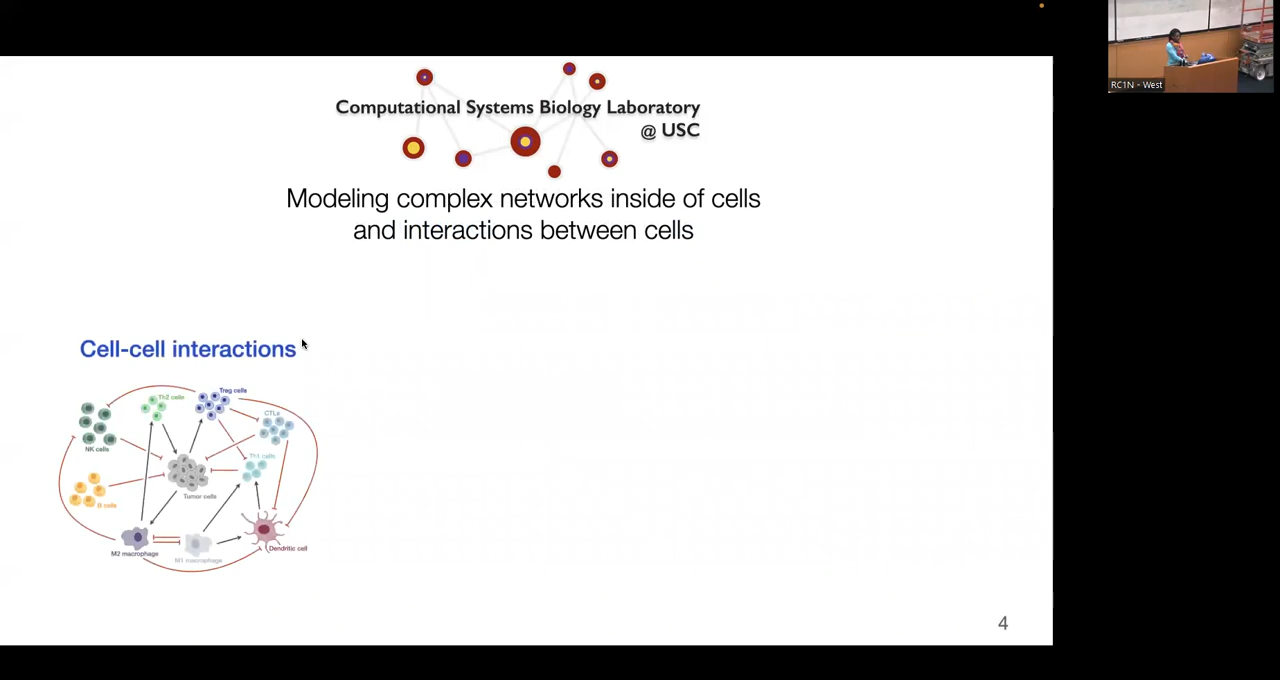 RC1N - West
Computational Systems Biology Laboratory
@ USC
Modeling complex networks inside of cells
and interactions between cells
Cell-cell interactions
Treg cells
Th2 cells
CTLs
NK cells
Th1 cells
Tumor cells
B cells
Dendritic cell
M2 macrophage
M1 macrophage
4